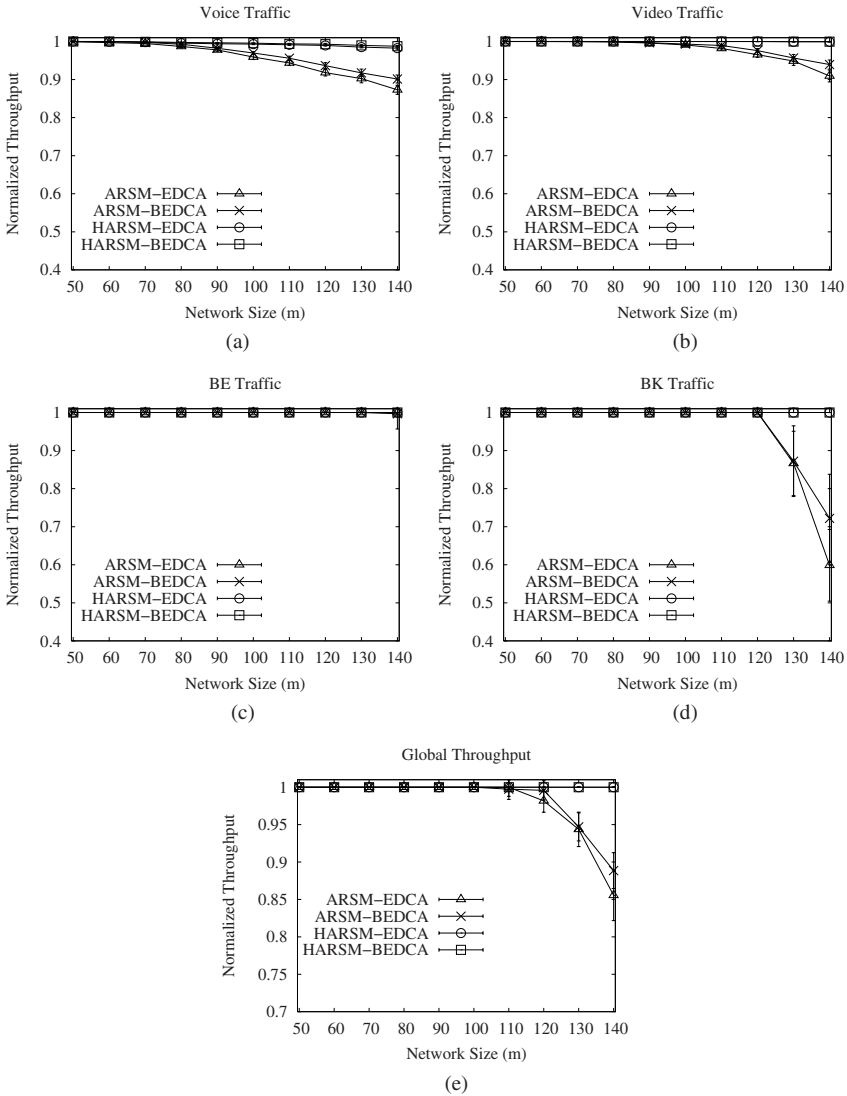 Voice Traffic
Normalized Throughput
1
0.9
0.8
0.7
0.6
0.5
0.4
ARSM−EDCA
ARSM−BEDCA
HARSM−EDCA
HARSM−BEDCA
50 60 70 80 90 100 110 120 130 140
Network Size (m)
(a)
Video Traffic
Normalized Throughput
1
0.9
0.8
0.7
0.6
0.5
0.4
ARSM−EDCA
ARSM−BEDCA
HARSM−EDCA
HARSM−BEDCA
50 60 70 80 90 100 110 120 130 140
Network Size (m)
(b)
BE Traffic
Normalized Throughput
1
0.9
0.8
0.7
0.6
0.5
0.4
ARSM−EDCA
ARSM−BEDCA
HARSM−EDCA
HARSM−BEDCA
50 60 70 80 90 100 110 120 130 140
Network Size (m)
(c)
BK Traffic
Normalized Throughput
1
0.9
0.8
0.7
0.6
0.5
0.4
ARSM−EDCA
ARSM−BEDCA
HARSM−EDCA
HARSM−BEDCA
50 60 70 80 90 100 110 120 130 140
Network Size (m)
(d)
Global Throughput
Normalized Throughput
1
0.95
0.9
0.85
0.8
0.75
0.7
ARSM−EDCA
ARSM−BEDCA
HARSM−EDCA
HARSM−BEDCA
50 60 70 80 90 100 110 120 130 140
Network Size (m)
(e)